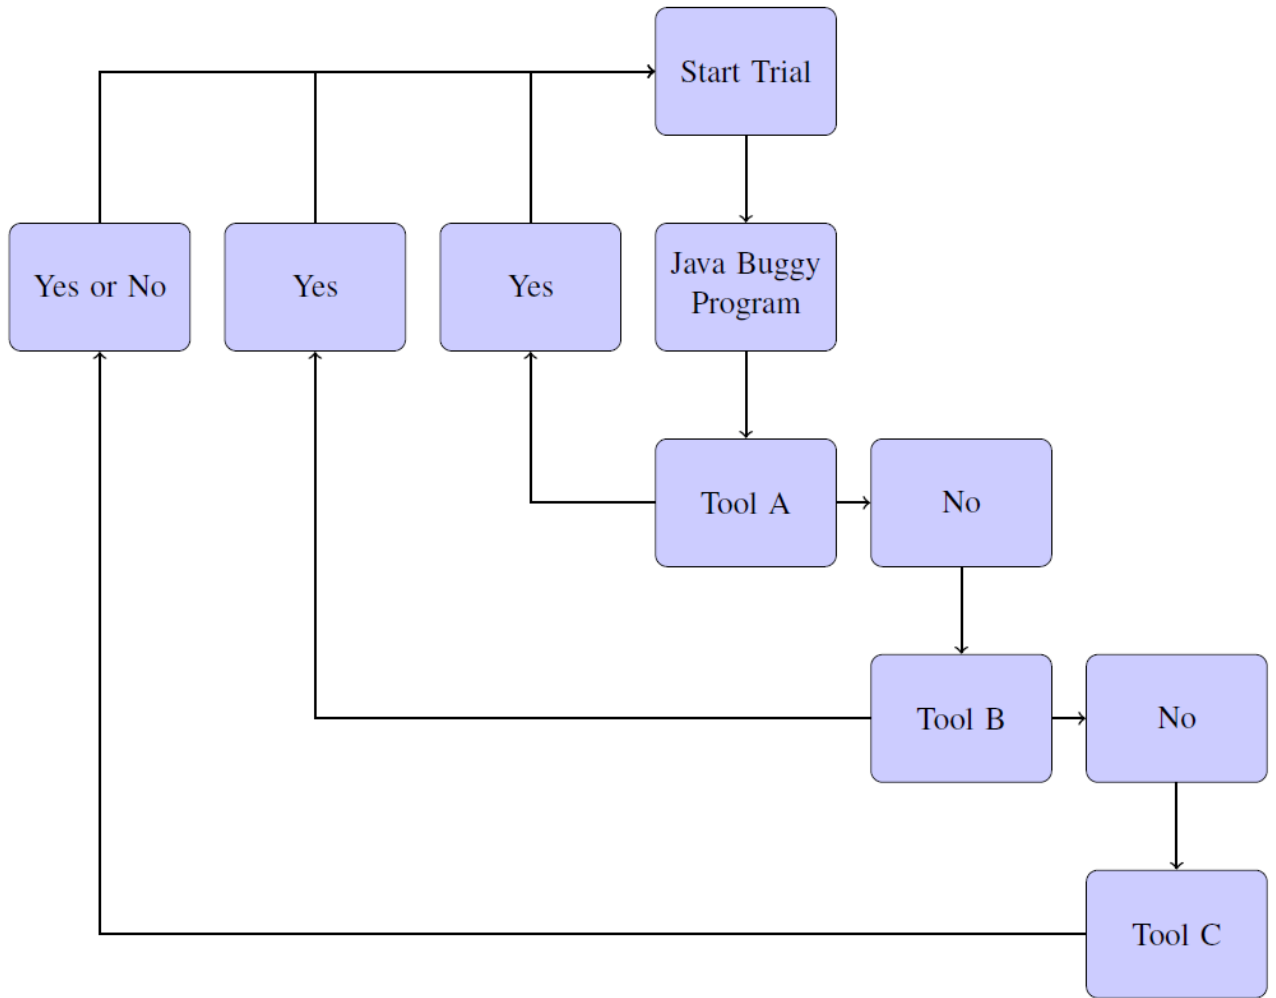 Start Trial
Yes or No
Yes
Yes
Java Buggy
Program
Tool A
No
Tool B
No
Tool C